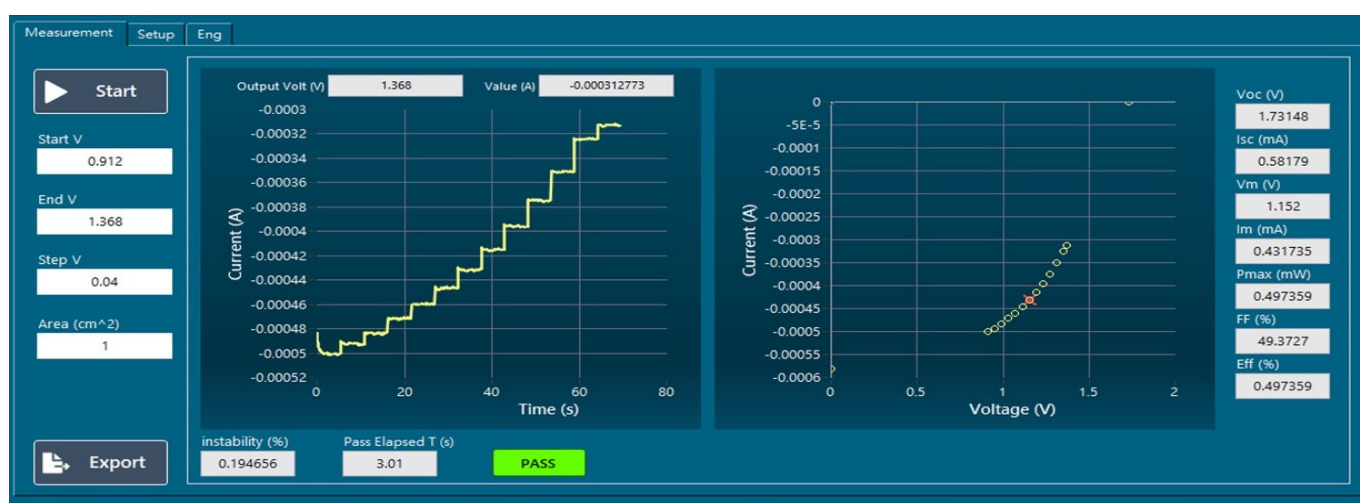 Measurement Setup Eng
Start
Start V
0.912
End V
1.368
Step V
0.04
Area (cm^2)
1
Export
Output Volt (V) 1.368 Value (A) -0.000312773
-0.0003
-0.00032
-0.00034
-0.00036
-0.00038
-0.0004
-0.00042
-0.00044
-0.00046
-0.00048
-0.0005
-0.00052
Current (A)
0 20 40 60 80
Time (s)
0
-5E-5
-0.0001
-0.00015
-0.0002
-0.00025
-0.0003
-0.00035
-0.0004
-0.00045
-0.0005
-0.00055
-0.0006
Current (A)
0 0.5 1 1.5 2
Voltage (V)
Voc (V)
1.73148
Isc (mA)
0.58179
Vm (V)
1.152
Im (mA)
0.431735
Pmax (mW)
0.497359
FF (%)
49.3727
Eff (%)
0.497359
instability (%) Pass Elapsed T (s)
0.194656 3.01 PASS